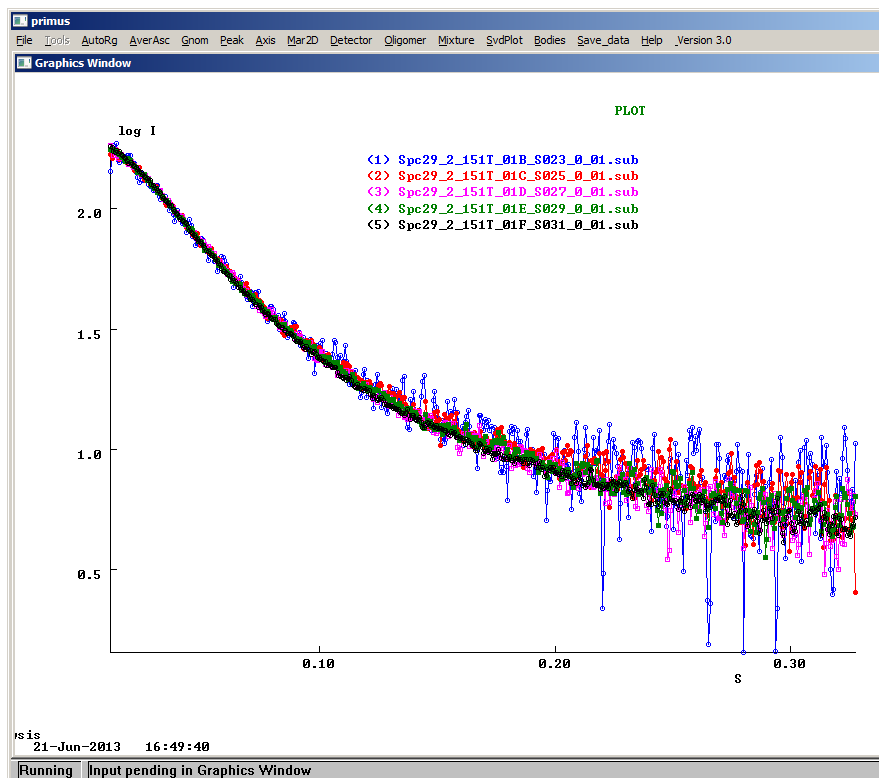 primus
File Tools AutoRg AverAsc Gnom Peak Axis Mar2D Detector Oligomer Mixture SvdPlot Bodies Save_data Help Version 3.0
Graphics Window
PLOT
log I
(1) Spc29_2_151T_01B_S023_0_01.sub
(2) Spc29_2_151T_01C_S025_0_01.sub
(3) Spc29_2_151T_01D_S027_0_01.sub
(4) Spc29_2_151T_01E_S029_0_01.sub
(5) Spc29_2_151T_01F_S031_0_01.sub
2.0
1.5
1.0
0.5
0.10 0.20 0.30
S
ysis
21-Jun-2013 16:49:40
Running Input pending in Graphics Window